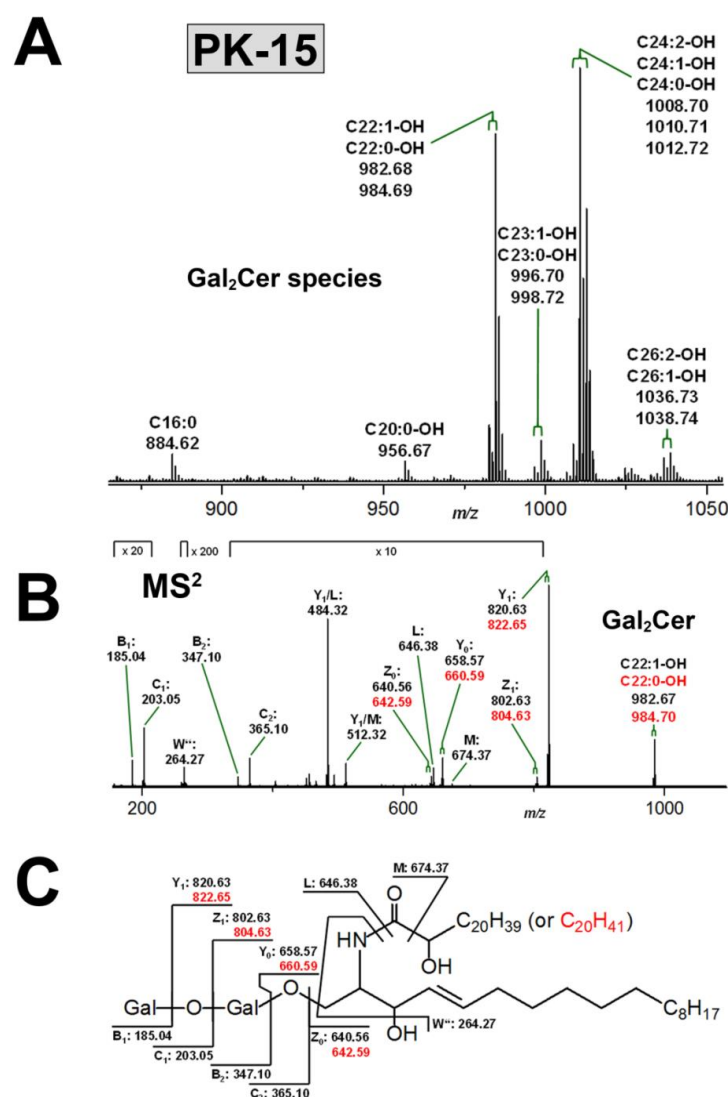 A
PK-15
C22:1-OH
C22:0-OH
982.68
984.69
C24:2-OH
C24:1-OH
C24:0-OH
1008.70
1010.71
1012.72
C23:1-OH
C23:0-OH
996.70
998.72
Gal₂Cer species
C26:2-OH
C26:1-OH
1036.73
1038.74
C16:0
884.62
C20:0-OH
956.67
900
950
m/z
1000
1050
x 20
x 200
x 10
B
MS²
Y₁/L:
484.32
Y₁:
820.63
822.65
Gal₂Cer
B₁:
185.04
B₂:
347.10
L:
646.38
Y₀:
658.57
660.59
C22:1-OH
C22:0-OH
982.67
984.70
C₁:
203.05
Z₀:
640.56
642.59
Z₁:
802.63
804.63
W“:
264.27
C₂:
365.10
Y₁/M:
512.32
M:
674.37
200
600
m/z
1000
C
Y₁: 820.63
822.65
L: 646.38
M: 674.37
Z₁: 802.63
804.63
O
C₂₀H₃₉ (or C₂₀H₄₁)
Y₀: 658.57
660.59
HN
OH
Gal O Gal O
C₈H₁₇
OH
B₁: 185.04
Z₀: 640.56
642.59
W“: 264.27
C₁: 203.05
B₂: 347.10
C₂: 365.10